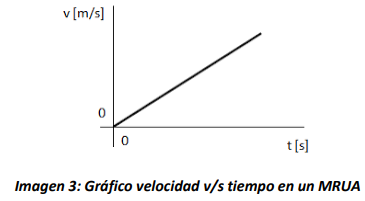 v [m/s]
0
0
t [s]
Imagen 3: Gráfico velocidad v/s tiempo en un MRUA